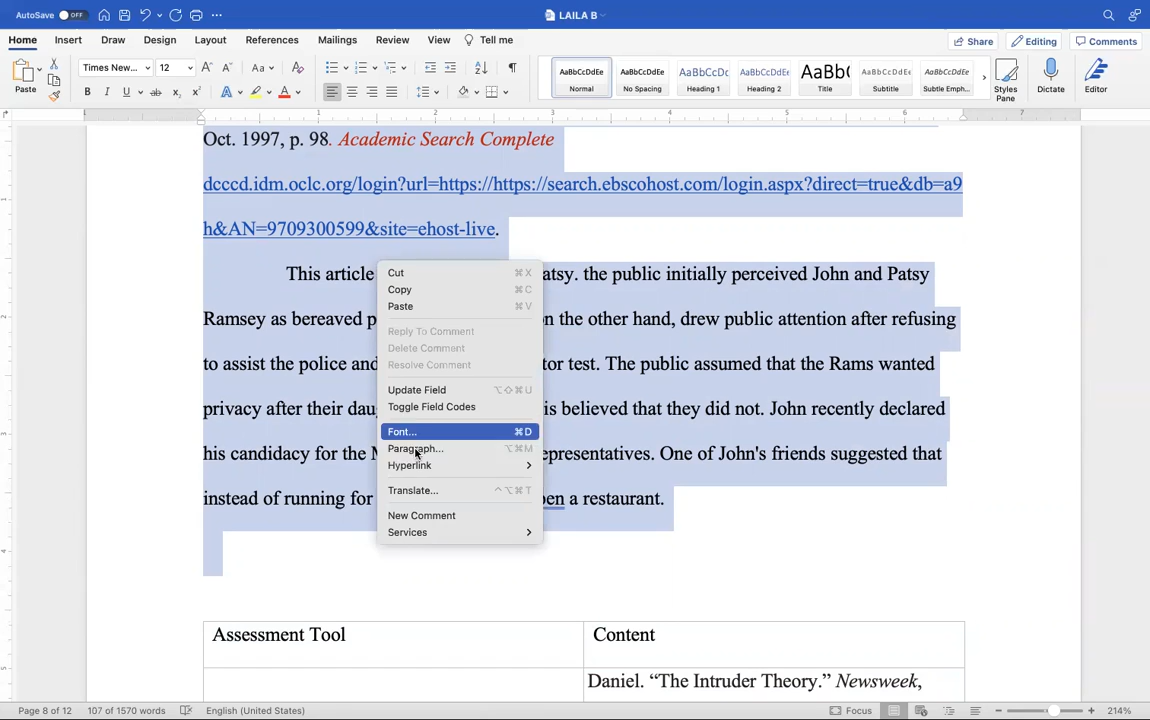 AutoSave OFF
LAILA B
Home Insert Draw Design Layout References Mailings Review View Tell me
Share Editing Comments
Paste
Times New... 12
AaBbCcDdEe AaBbCcDdEe AaBbCcDc AaBbCcDdEe AaBb( AaBbCcDdEe AaBbCcDdEe
Normal No Spacing Heading 1 Heading 2 Title Subtitle Subtle Emph...
Styles Pane
Dictate
Editor
Oct. 1997, p. 98. Academic Search Complete
dcccd.idm.oclc.org/login?url=https://https://search.ebscohost.com/login.aspx?direct=true&db=a9
h&AN=9709300599&site=ehost-live.
This article atsy. the public initially perceived John and Patsy
Ramsey as bereaved p n the other hand, drew public attention after refusing
to assist the police and tor test. The public assumed that the Rams wanted
privacy after their dau is believed that they did not. John recently declared
his candidacy for the M epresentatives. One of John's friends suggested that
instead of running for en a restaurant.
Cut ⌘X
Copy ⌘C
Paste ⌘V
Reply To Comment
Delete Comment
Resolve Comment
Update Field ⌥⇧⌘U
Toggle Field Codes
Font... ⌘D
Paragraph... ⌥⌘M
Hyperlink
Translate... ^⌥⌘T
New Comment
Services
Assessment Tool Content
Daniel. “The Intruder Theory.” Newsweek,
Page 8 of 12 107 of 1570 words English (United States) Focus 214%